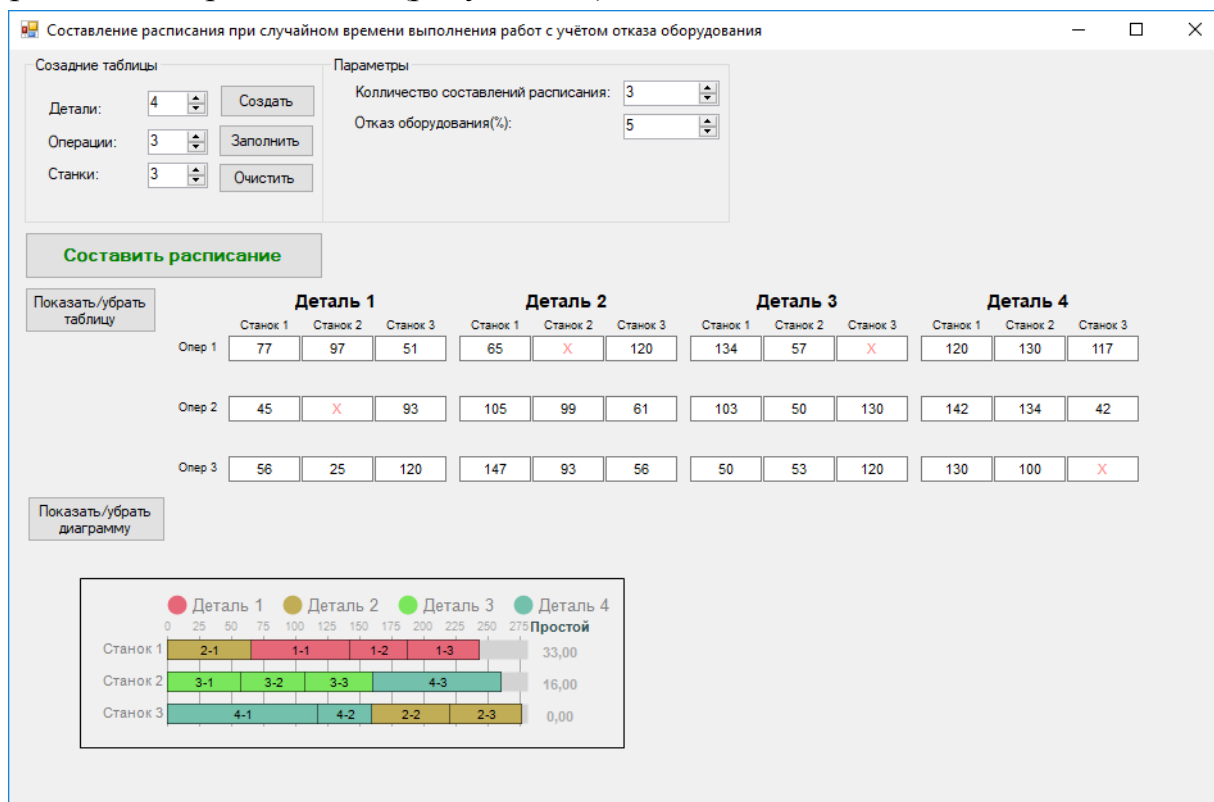 Составление расписания при случайном времени выполнения работ с учётом отказа оборудования
Созадние таблицы
Параметры
Детали: 4 Создать
Колличество составлений расписания: 3
Отказ оборудования(%): 5
Операции: 3 Заполнить
Станки: 3 Очистить
Составить расписание
Показать/убрать
таблицу
Деталь 1 Деталь 2 Деталь 3 Деталь 4
Станок 1 Станок 2 Станок 3 Станок 1 Станок 2 Станок 3 Станок 1 Станок 2 Станок 3 Станок 1 Станок 2 Станок 3
Опер 1 77 97 51 65 X 120 134 57 X 120 130 117
Опер 2 45 X 93 105 99 61 103 50 130 142 134 42
Опер 3 56 25 120 147 93 56 50 53 120 130 100 X
Показать/убрать
диаграмму
Деталь 1 Деталь 2 Деталь 3 Деталь 4
0 25 50 75 100 125 150 175 200 225 250 275 Простой
Станок 1 2-1 1-1 1-2 1-3 33,00
Станок 2 3-1 3-2 3-3 4-3 16,00
Станок 3 4-1 4-2 2-2 2-3 0,00